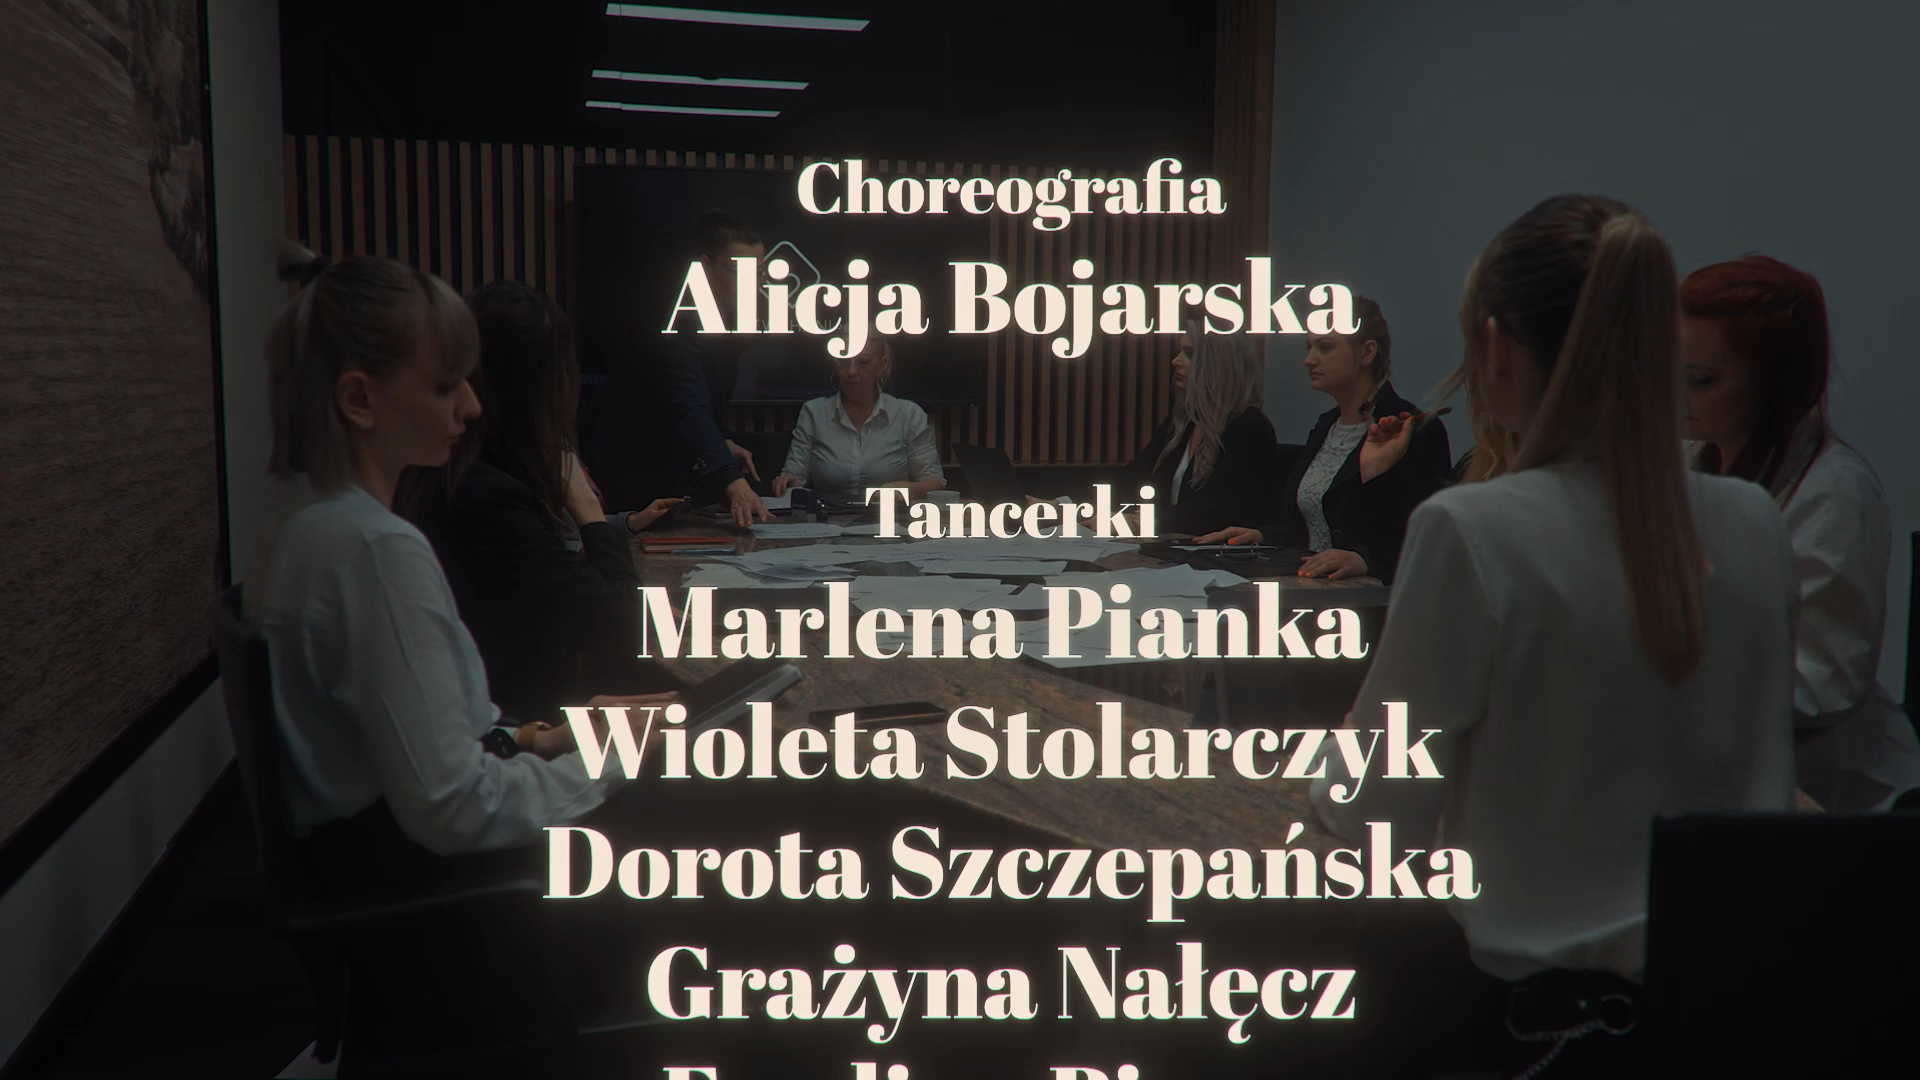 Choreografia
Alicja Bojarska
Tancerki
Marlena Pianka
Wioleta Stolarczyk
Dorota Szczepańska
Grażyna Nałęcz